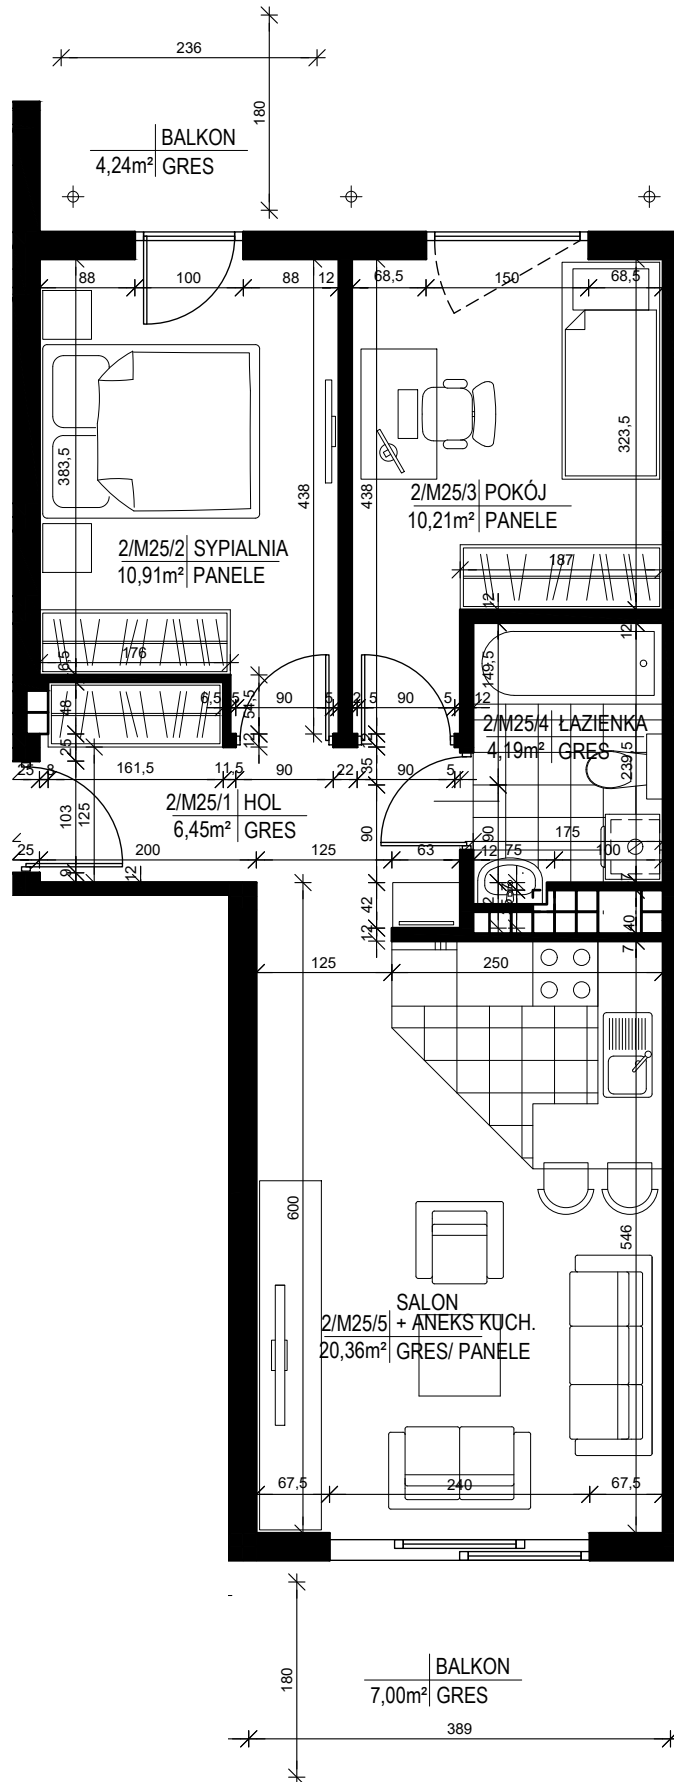 236
180
BALKON
4,24m² GRES
88 100 88 12 68,5 150 68,5
383,5
438
438
323,5
2/M25/3 POKÓJ
10,21m² PANELE
2/M25/2 SYPIALNIA
10,91m² PANELE
187
12
12
176
6,5
149,5
48
6,5 5 90 5 2 5 90 5 12
54,5
2/M25/4 ŁAZIENKA
4,19m² GRES
239,5
25
12
12
35
25 8 161,5 11,5 90 22 90 5
103
125
2/M25/1 HOL
6,45m² GRES
90
90
175
25 200 125 63 12 75 100
9
12
42
12
40
7
125 250
600
546
SALON
2/M25/5 + ANEKS KUCH.
20,36m² GRES/ PANELE
67,5 240 67,5
180
BALKON
7,00m² GRES
389